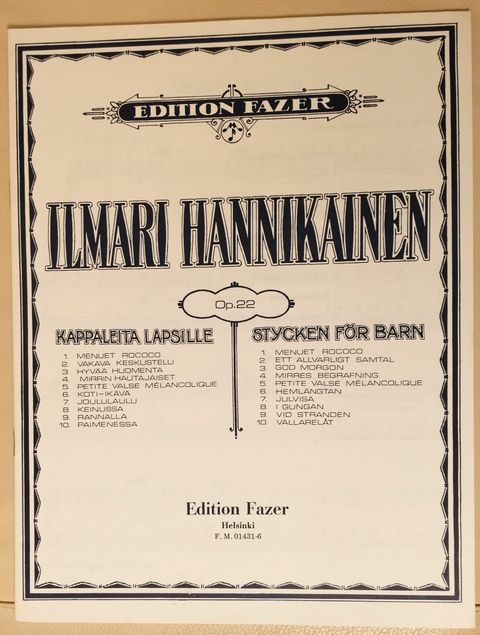 EDITION FAZER
ILMARI HANNIKAINEN
Op.22
KAPPALEITA LAPSILLE
1. MENUET ROCOCO
2. VAKAVA KESKUSTELU
3. HYVÄÄ HUOMENTA
4. MIRRIN HAUTAJAISET
5. PETITE VALSE MÉLANCOLIQUE
6. KOTI-IKÄVÄ
7. JOULULAULU
8. KEINUSSA
9. RANNALLA
10. PAIMENESSA
STYCKEN FÖR BARN
1. MENUET ROCOCO
2. ETT ALLVARLIGT SAMTAL
3. GOD MORGON
4. MIRRES BEGRAFNING
5. PETITE VALSE MÉLANCOLIQUE
6. HEMLÄNGTAN
7. JULVISA
8. I GUNGAN
9. VID STRANDEN
10. VALLARELÅT
Edition Fazer
Helsinki
F. M. 01431-6